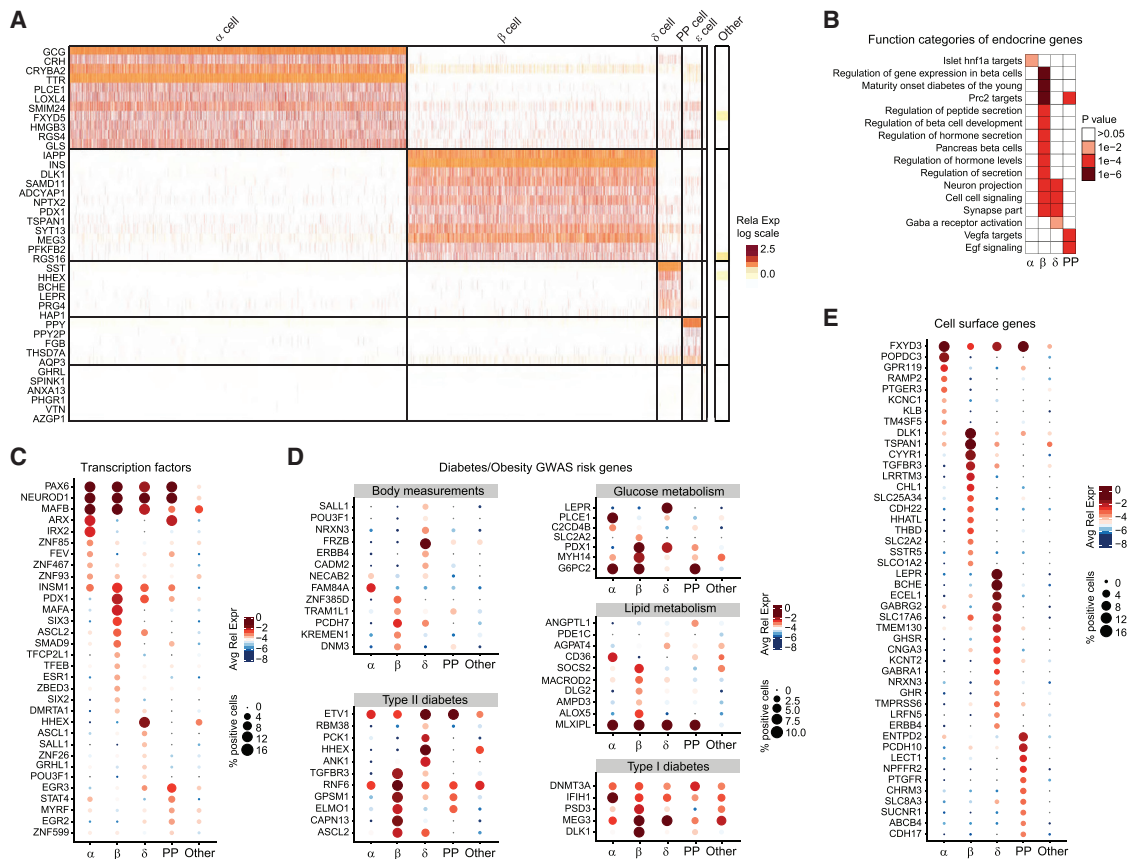 A
α cell
β cell
δ cell
PP cell
ε cell
Other
GCG
CRH
CRYBA2
TTR
PLCE1
LOXL4
SMIM24
FXYD5
HMGB3
RGS4
GLS
IAPP
INS
DLK1
SAMD11
ADCYAP1
NPTX2
PDX1
TSPAN1
SYT13
MEG3
PFKFB2
RGS16
SST
HHEX
BCHE
LEPR
PRG4
HAP1
PPY
PPY2P
FGB
THSD7A
AQP3
GHRL
SPINK1
ANXA13
PHGR1
VTN
AZGP1
Rela Exp
log scale
2.5
0.0
B
Function categories of endocrine genes
Islet hnf1a targets
Regulation of gene expression in beta cells
Maturity onset diabetes of the young
Prc2 targets
Regulation of peptide secretion
Regulation of beta cell development
Regulation of hormone secretion
Pancreas beta cells
Regulation of hormone levels
Regulation of secretion
Neuron projection
Cell cell signaling
Synapse part
Gaba a receptor activation
Vegfa targets
Egf signaling
α β δ PP
P value
>0.05
1e-2
1e-4
1e-6
C
Transcription factors
PAX6
NEUROD1
MAFB
ARX
IRX2
ZNF85
FEV
ZNF467
ZNF93
INSM1
PDX1
MAFA
SIX3
ASCL2
SMAD9
TFCP2L1
TFEB
ESR1
ZBED3
SIX2
DMRTA1
HHEX
ASCL1
SALL1
ZNF26
GRHL1
POU3F1
EGR3
STAT4
MYRF
EGR2
ZNF599
α β δ PP Other
Avg Rel Expr
0
−2
−4
−6
−8
% positive cells
0
4
8
12
16
D
Diabetes/Obesity GWAS risk genes
Body measurements
SALL1
POU3F1
NRXN3
FRZB
ERBB4
CADM2
NECAB2
FAM84A
ZNF385D
TRAM1L1
PCDH7
KREMEN1
DNM3
α β δ PP Other
Type II diabetes
ETV1
RBM38
PCK1
HHEX
ANK1
TGFBR3
RNF6
GPSM1
ELMO1
CAPN13
ASCL2
α β δ PP Other
Glucose metabolism
LEPR
PLCE1
C2CD4B
SLC2A2
PDX1
MYH14
G6PC2
α β δ PP Other
Lipid metabolism
ANGPTL1
PDE1C
AGPAT4
CD36
SOCS2
MACROD2
DLG2
AMPD3
ALOX5
MLXIPL
α β δ PP Other
Type I diabetes
DNMT3A
IFIH1
PSD3
MEG3
DLK1
α β δ PP Other
Avg Rel Expr
0
−2
−4
−6
−8
% positive cells
0
2.5
5.0
7.5
10.0
E
Cell surface genes
FXYD3
POPDC3
GPR119
RAMP2
PTGER3
KCNC1
KLB
TM4SF5
DLK1
TSPAN1
CYYR1
TGFBR3
LRRTM3
CHL1
SLC25A34
CDH22
HHATL
THBD
SLC2A2
SSTR5
SLCO1A2
LEPR
BCHE
ECEL1
GABRG2
SLC17A6
TMEM130
GHSR
CNGA3
KCNT2
GABRA1
NRXN3
GHR
TMPRSS6
LRFN5
ERBB4
ENTPD2
PCDH10
LECT1
NPFFR2
PTGFR
CHRM3
SLC8A3
SUCNR1
ABCB4
CDH17
α β δ PP Other
Avg Rel Expr
0
−2
−4
−6
−8
% positive cells
0
4
8
12
16